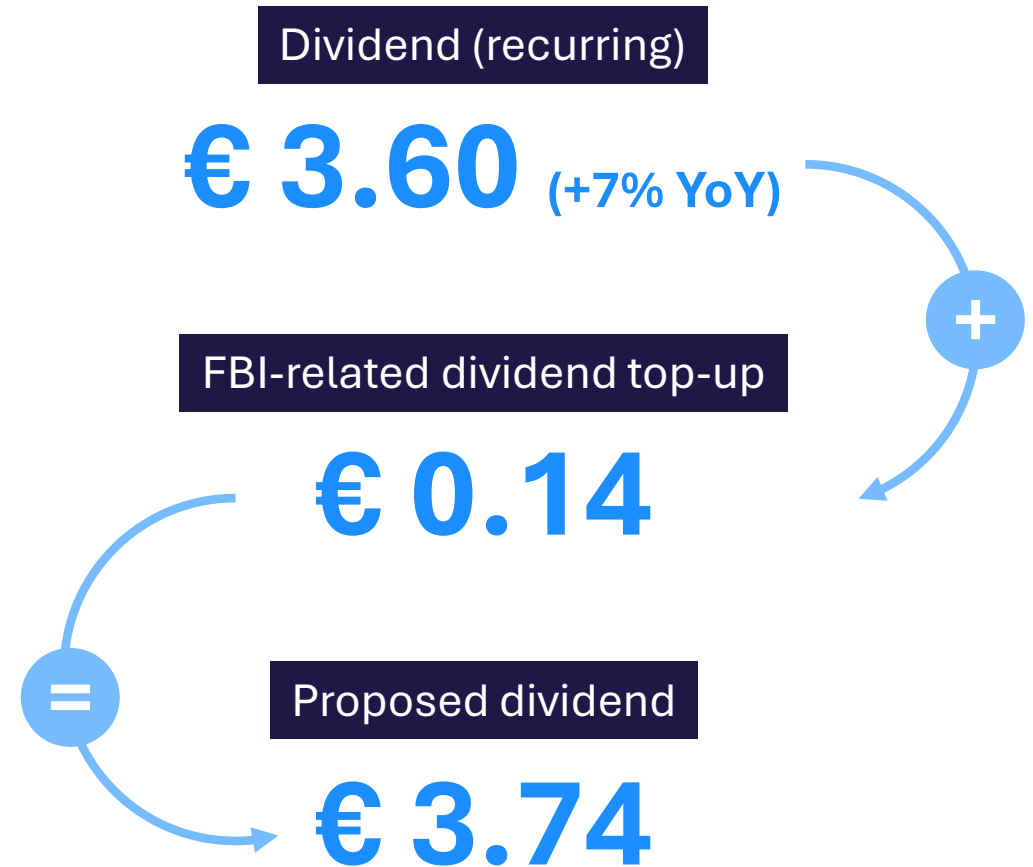 Dividend (recurring)
€ 3.60 (+7% YoY)
+
FBI-related dividend top-up
€ 0.14
=
Proposed dividend
€ 3.74